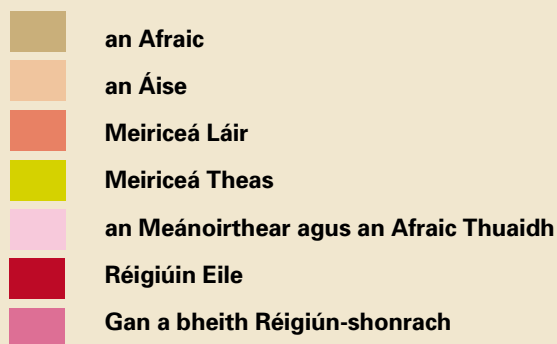 an Afraic
an Áise
Meiriceá Láir
Meiriceá Theas
an Meánoirthear agus an Afraic Thuaidh
Réigiúin Eile
Gan a bheith Réigiún-shonrach